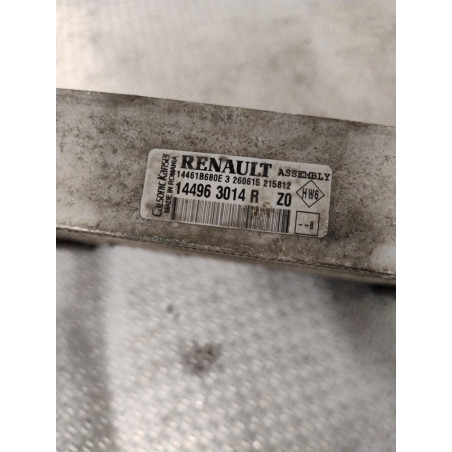 Calsonic Kansei
MADE IN ROMANIA
RENAULT ASSEMBLY
14461B680E 3 260615 215812
14496 3014 R Z0
HW6
--B